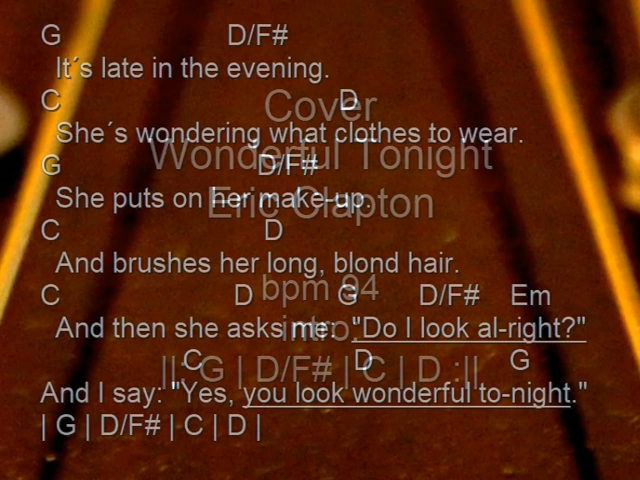 G D/F#
It´s late in the evening.
C D
She´s wondering what clothes to wear.
G D/F#
She puts on her make-up.
C D
And brushes her long, blond hair.
C D G D/F# Em
And then she asks me: "Do I look al-right?"
C D G
And I say: "Yes, you look wonderful to-night."
| G | D/F# | C | D |
Cover
Wonderful Tonight
Eric Clapton
bpm 94
intro:
||: G | D/F# | C | D :||